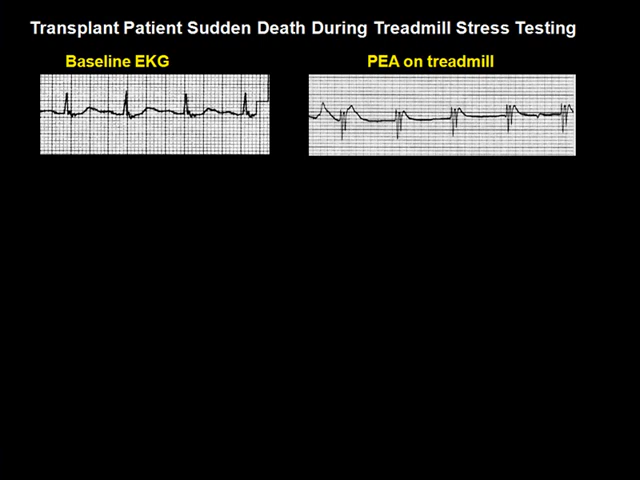 Transplant Patient Sudden Death During Treadmill Stress Testing
Baseline EKG
PEA on treadmill